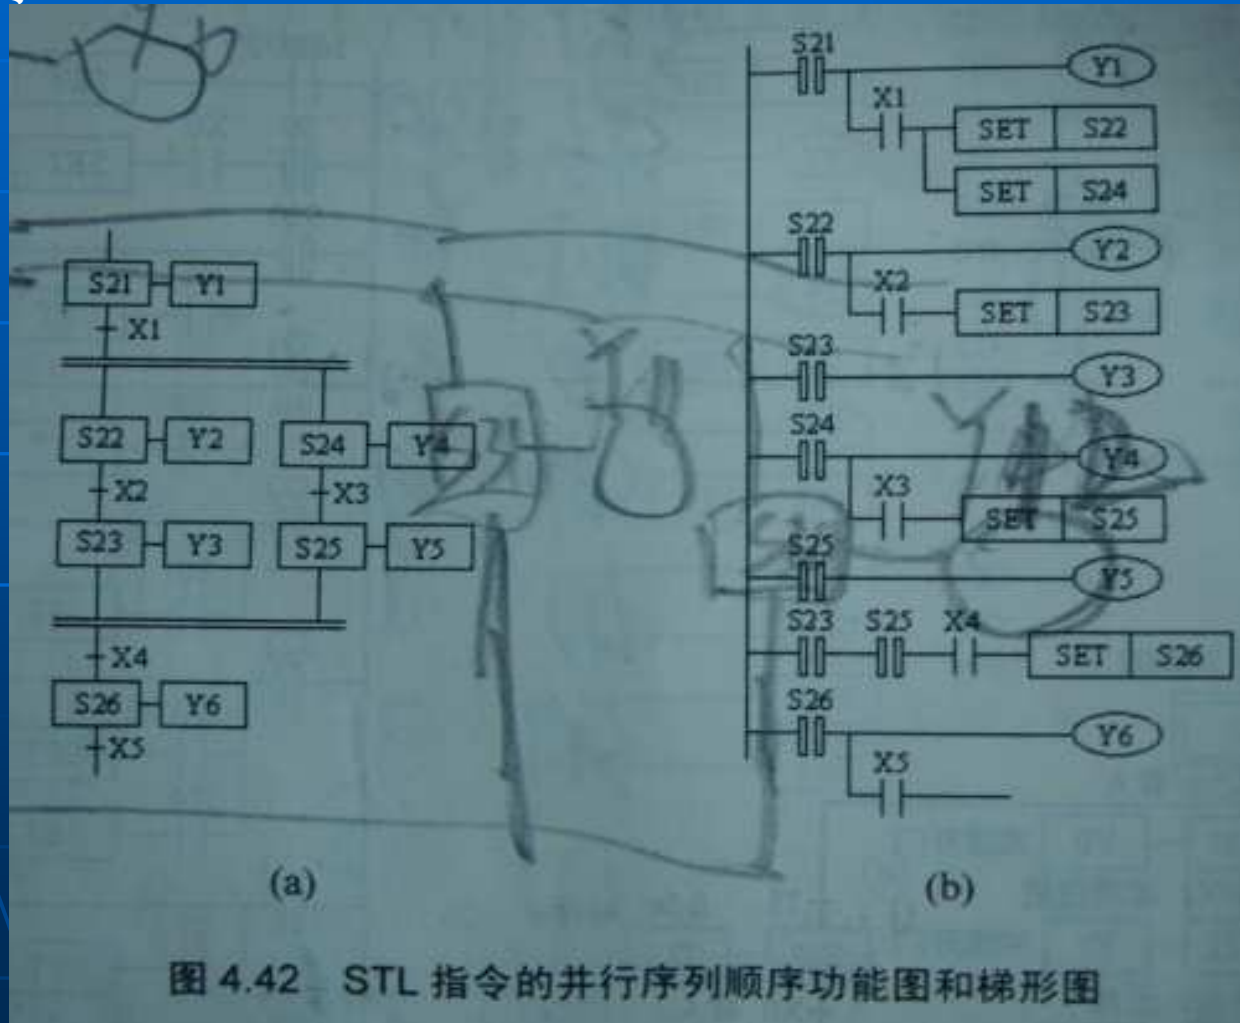 S21 Y1
X1
S22 Y2 S24 Y4
X2 X3
S23 Y3 S25 Y5
X4
S26 Y6
X5
(a)
S21 Y1
X1 SET S22
SET S24
S22 Y2
X2 SET S23
S23 Y3
S24 Y4
X3 SET S25
S25 Y5
S23 S25 X4 SET S26
S26 Y6
X5
(b)
图 4.42 STL 指令的并行序列顺序功能图和梯形图